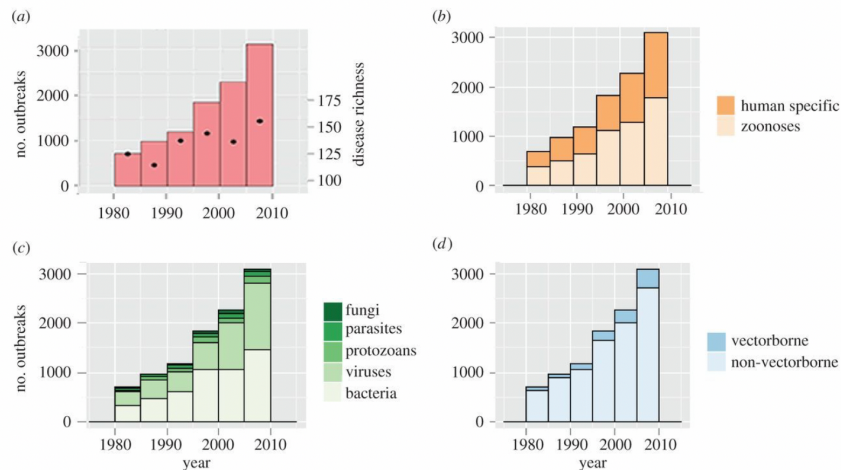 (a)
3000
2000
1000
0
no. outbreaks
175
150
125
100
disease richness
1980 1990 2000 2010
(b)
3000
2000
1000
0
1980 1990 2000 2010
human specific
zoonoses
(c)
3000
2000
1000
0
no. outbreaks
1980 1990 2000 2010
year
fungi
parasites
protozoans
viruses
bacteria
(d)
3000
2000
1000
0
1980 1990 2000 2010
year
vectorborne
non-vectorborne